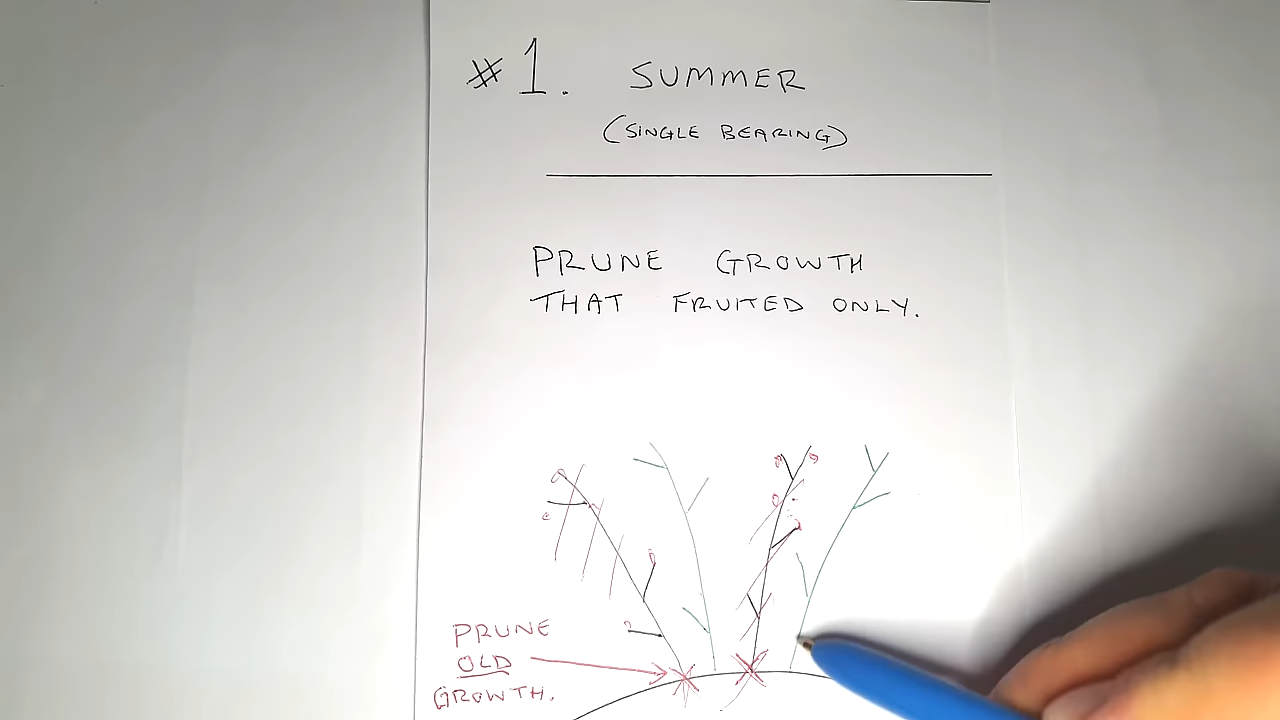 #1. SUMMER
(SINGLE BEARING)
PRUNE GROWTH
THAT FRUITED ONLY.
PRUNE
OLD
GROWTH.